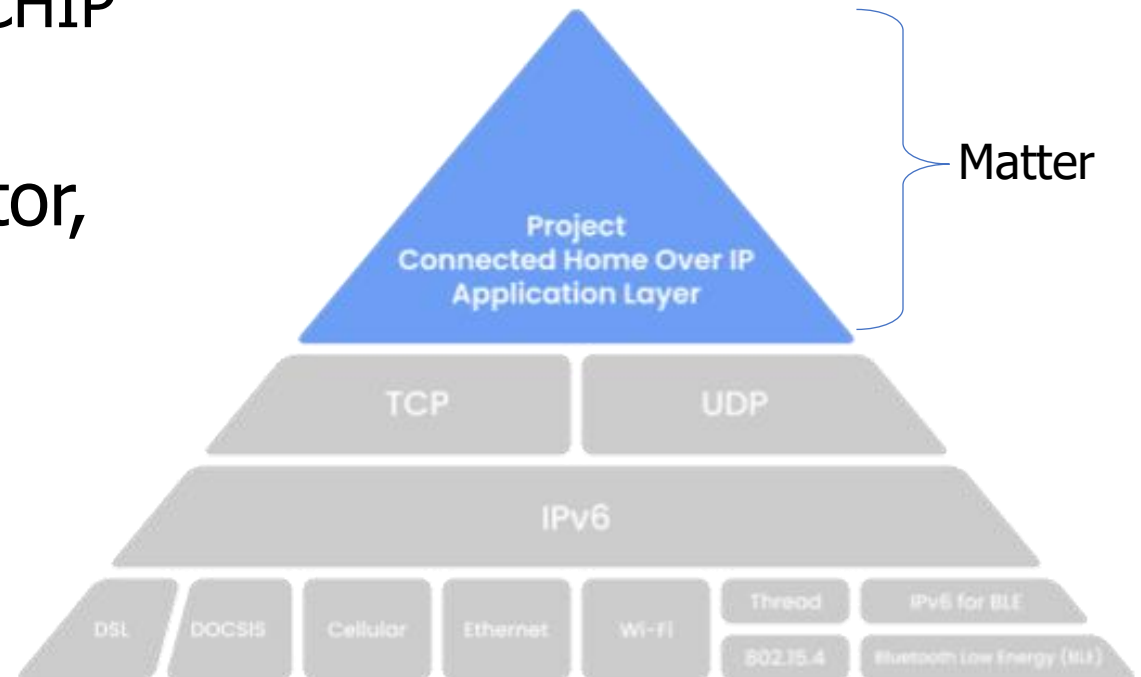 CHIP
tor,
Matter
Project
Connected Home Over IP
Application Layer
TCP
UDP
IPv6
DSL
DOCSIS
Cellular
Ethernet
Wi-Fi
Thread
IPv6 for BLE
802.15.4
Bluetooth Low Energy (BLE)